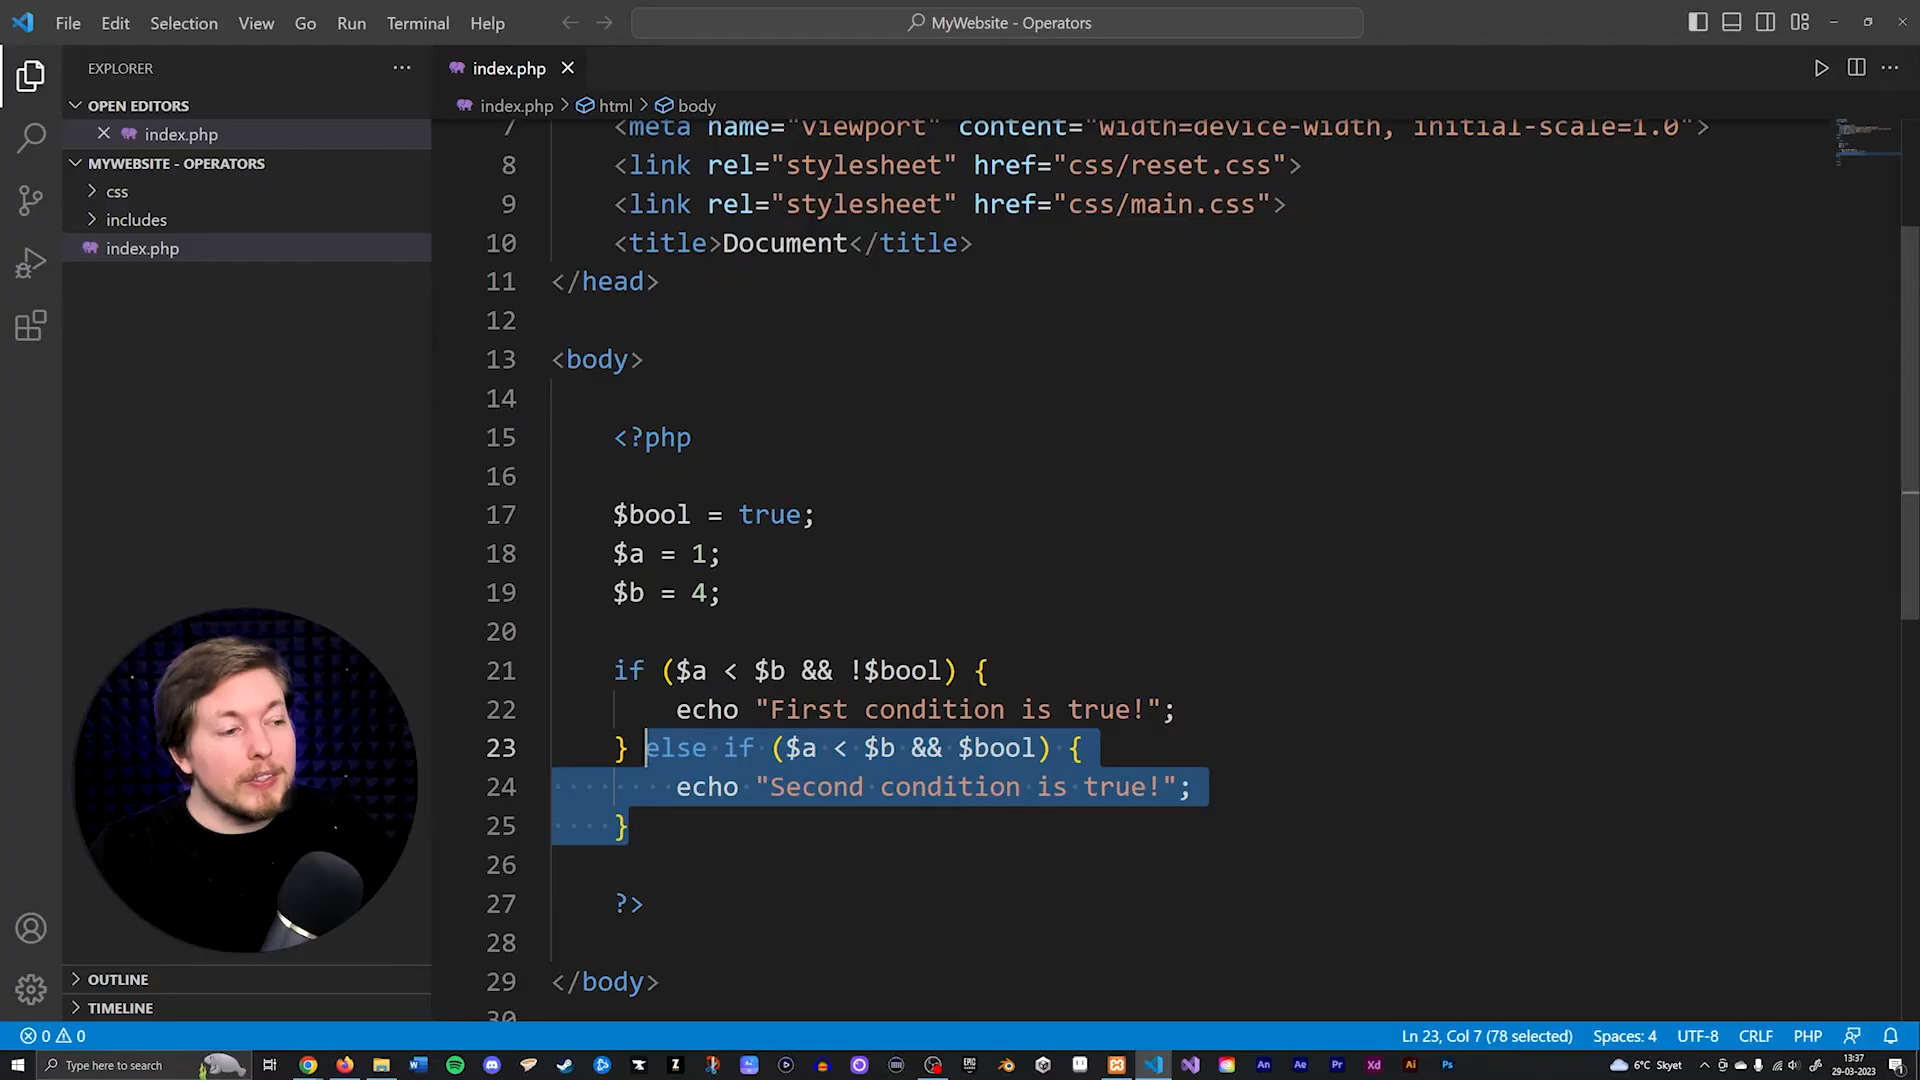 File Edit Selection View Go Run Terminal Help
MyWebsite - Operators
EXPLORER
index.php
OPEN EDITORS
index.php
MYWEBSITE - OPERATORS
css
includes
index.php
index.php > html > body
7 <meta name="viewport" content="width=device-width, initial-scale=1.0">
8 <link rel="stylesheet" href="css/reset.css">
9 <link rel="stylesheet" href="css/main.css">
10 <title>Document</title>
11 </head>
12
13 <body>
14
15 <?php
16
17 $bool = true;
18 $a = 1;
19 $b = 4;
20
21 if ($a < $b && !$bool) {
22 echo "First condition is true!";
23 } else if ($a < $b && $bool) {
24 echo "Second condition is true!";
25 }
26
27 ?>
28
29 </body>
30
OUTLINE
TIMELINE
0 0
Ln 23, Col 7 (78 selected) Spaces: 4 UTF-8 CRLF PHP
Type here to search
An Ae Pr Xd Ai Ps
6°C Skyet
13:37
29-03-2023